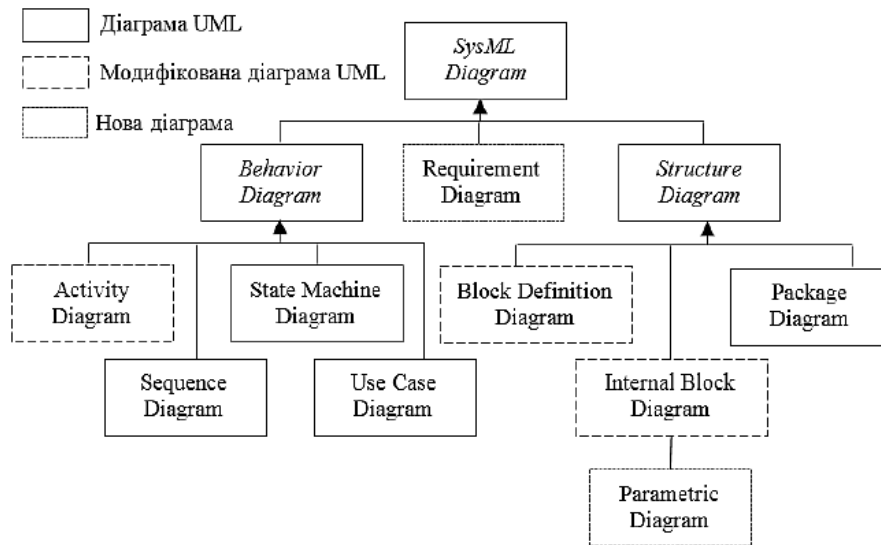 Діаграма UML
Модифікована діаграма UML
Нова діаграма
SysML
Diagram
Behavior
Diagram
Requirement
Diagram
Structure
Diagram
Activity
Diagram
State Machine
Diagram
Block Definition
Diagram
Package
Diagram
Sequence
Diagram
Use Case
Diagram
Internal Block
Diagram
Parametric
Diagram